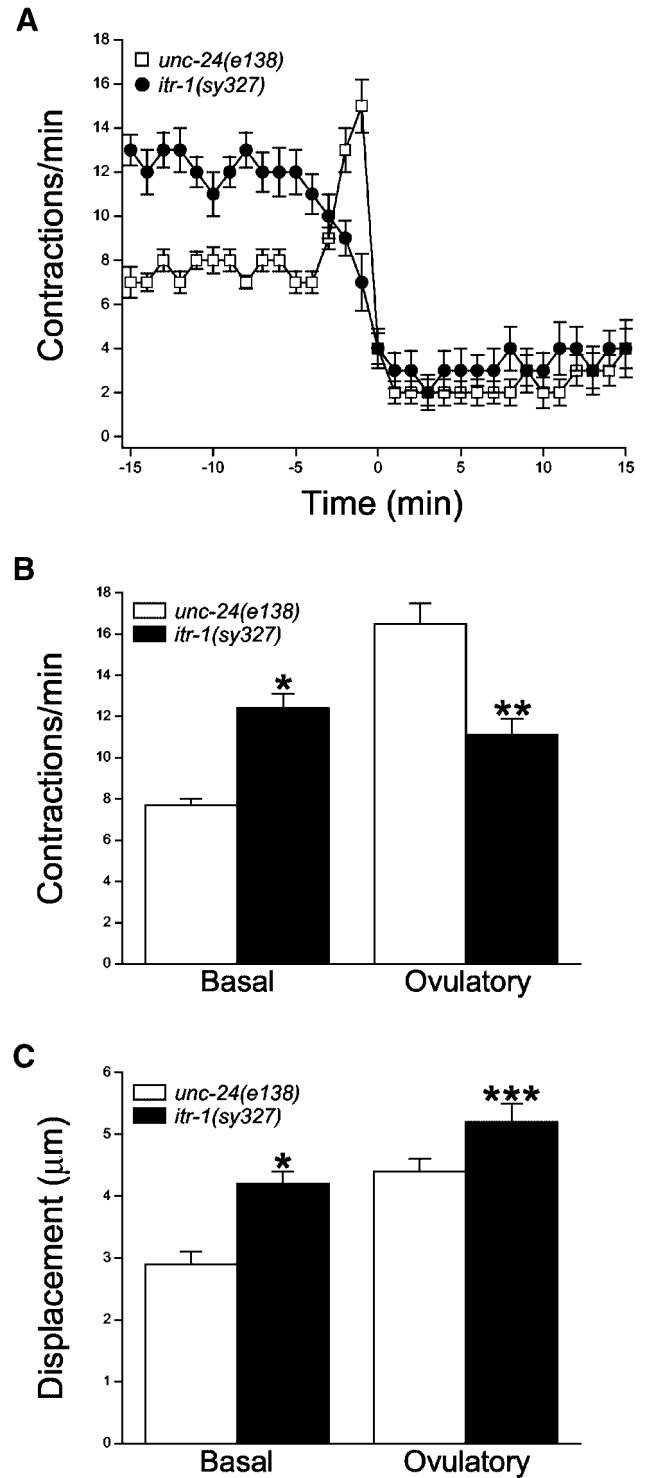 A
18
16
14
12
10
8
6
4
2
0
Contractions/min
unc-24(e138)
itr-1(sy327)
-15 -10 -5 0 5 10 15
Time (min)
B
18
16
14
12
10
8
6
4
2
0
Contractions/min
unc-24(e138)
itr-1(sy327)
*
**
Basal Ovulatory
C
6
5
4
3
2
1
0
Displacement (µm)
unc-24(e138)
itr-1(sy327)
*
***
Basal Ovulatory